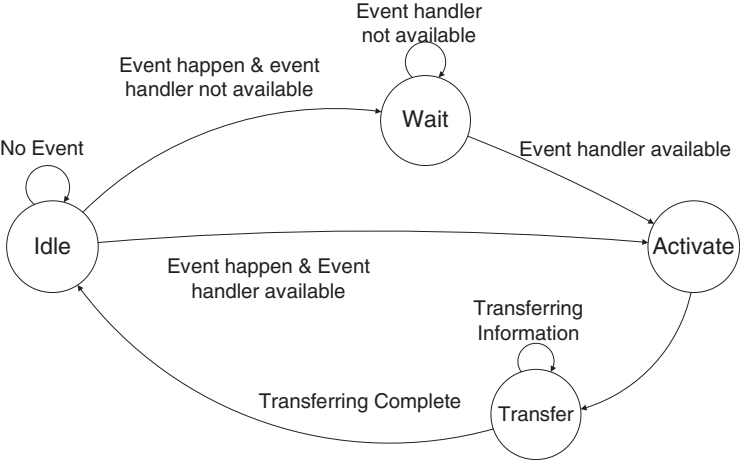 Event handler
not available
Event happen & event
handler not available
Wait
No Event
Event handler available
Idle
Activate
Event happen & Event
handler available
Transferring
Information
Transferring Complete
Transfer